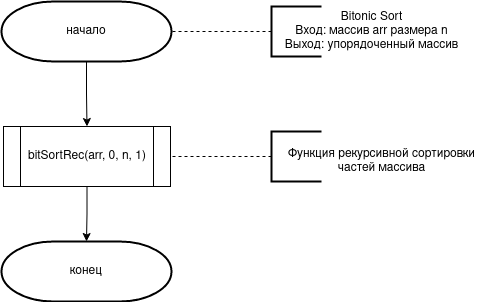 начало
Bitonic Sort
Вход: массив arr размера n
Выход: упорядоченный массив
bitSortRec(arr, 0, n, 1)
Функция рекурсивной сортировки
частей массива
конец